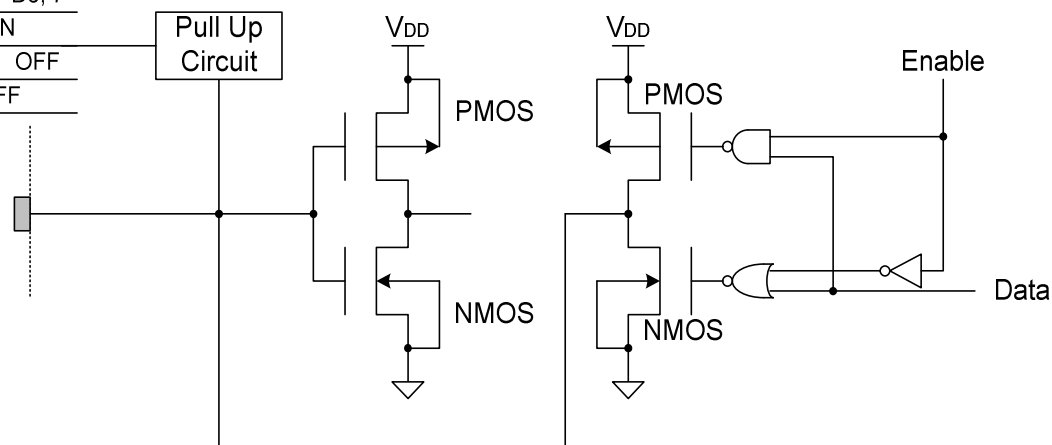 N
OFF
FF
Pull Up
Circuit
VDD
PMOS
NMOS
VDD
PMOS
NMOS
Enable
Data